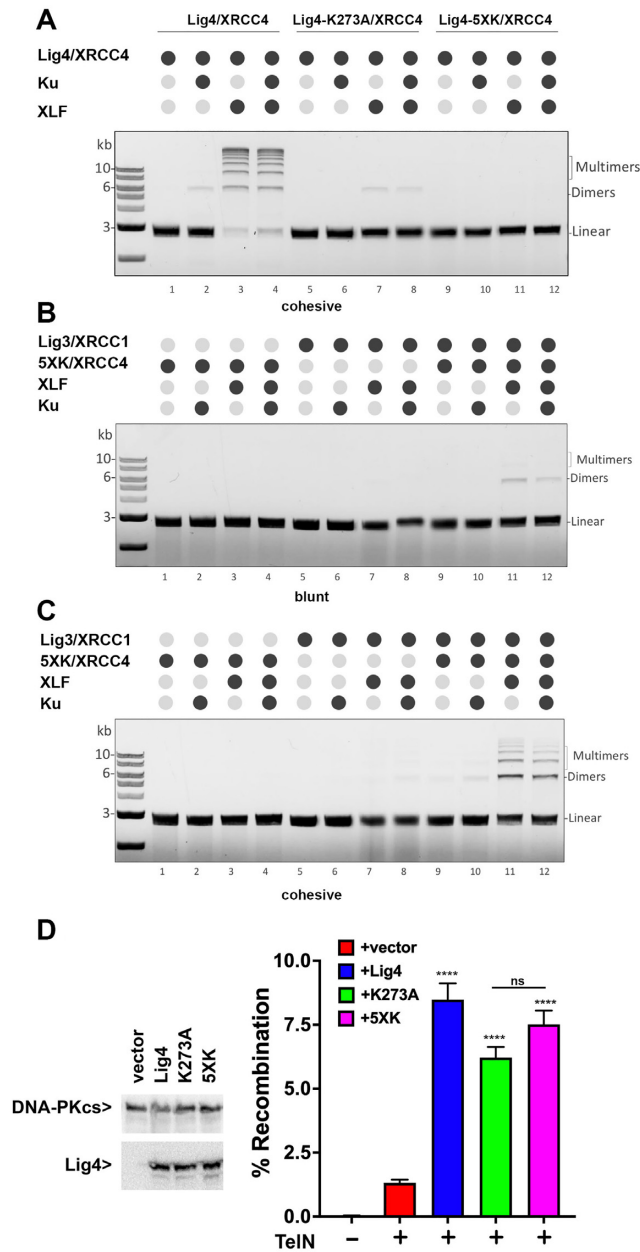 A
Lig4/XRCC4 Lig4-K273A/XRCC4 Lig4-5XK/XRCC4
Lig4/XRCC4
Ku
XLF
kb
10
6
3
Multimers
Dimers
Linear
1 2 3 4 5 6 7 8 9 10 11 12
cohesive
B
Lig3/XRCC1
5XK/XRCC4
XLF
Ku
kb
10
6
3
Multimers
Dimers
Linear
1 2 3 4 5 6 7 8 9 10 11 12
blunt
C
Lig3/XRCC1
5XK/XRCC4
XLF
Ku
kb
10
6
3
Multimers
Dimers
Linear
1 2 3 4 5 6 7 8 9 10 11 12
cohesive
D
vector Lig4 K273A 5XK
DNA-PKcs>
Lig4>
+vector
+Lig4
+K273A
+5XK
% Recombination
10.0
7.5
5.0
2.5
0.0
**** **** ns ****
TelN − + + + +